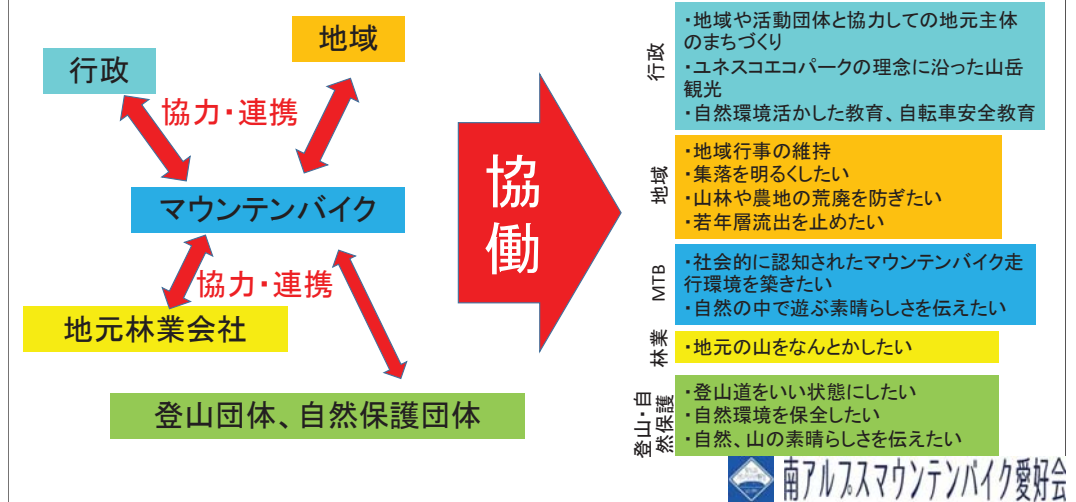 行政
地域
協力・連携
マウンテンバイク
協力・連携
地元林業会社
登山団体、自然保護団体
協
働
行政
・地域や活動団体と協力しての地元主体
のまちづくり
・ユネスコエコパークの理念に沿った山岳
観光
・自然環境活かした教育、自転車安全教育
地域
・地域行事の維持
・集落を明るくしたい
・山林や農地の荒廃を防ぎたい
・若年層流出を止めたい
MTB
・社会的に認知されたマウンテンバイク走
行環境を築きたい
・自然の中で遊ぶ素晴らしさを伝えたい
林業
・地元の山をなんとかしたい
登山・自
然保護
・登山道をいい状態にしたい
・自然環境を保全したい
・自然、山の素晴らしさを伝えたい
南アルプスマウンテンバイク愛好会